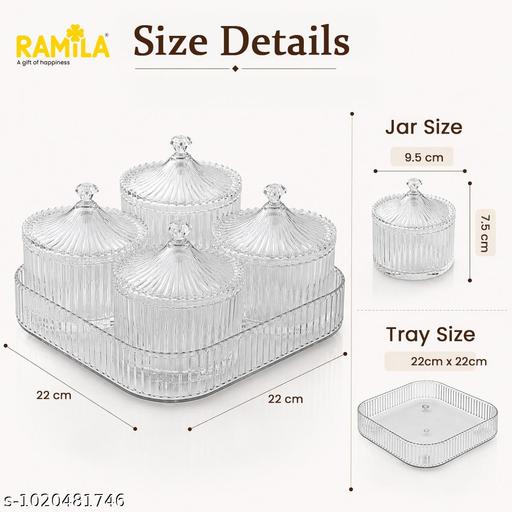 RAMILA®
A gift of happiness
Size Details
Jar Size
9.5 cm
7.5 cm
Tray Size
22cm x 22cm
22 cm
22 cm
s-1020481746